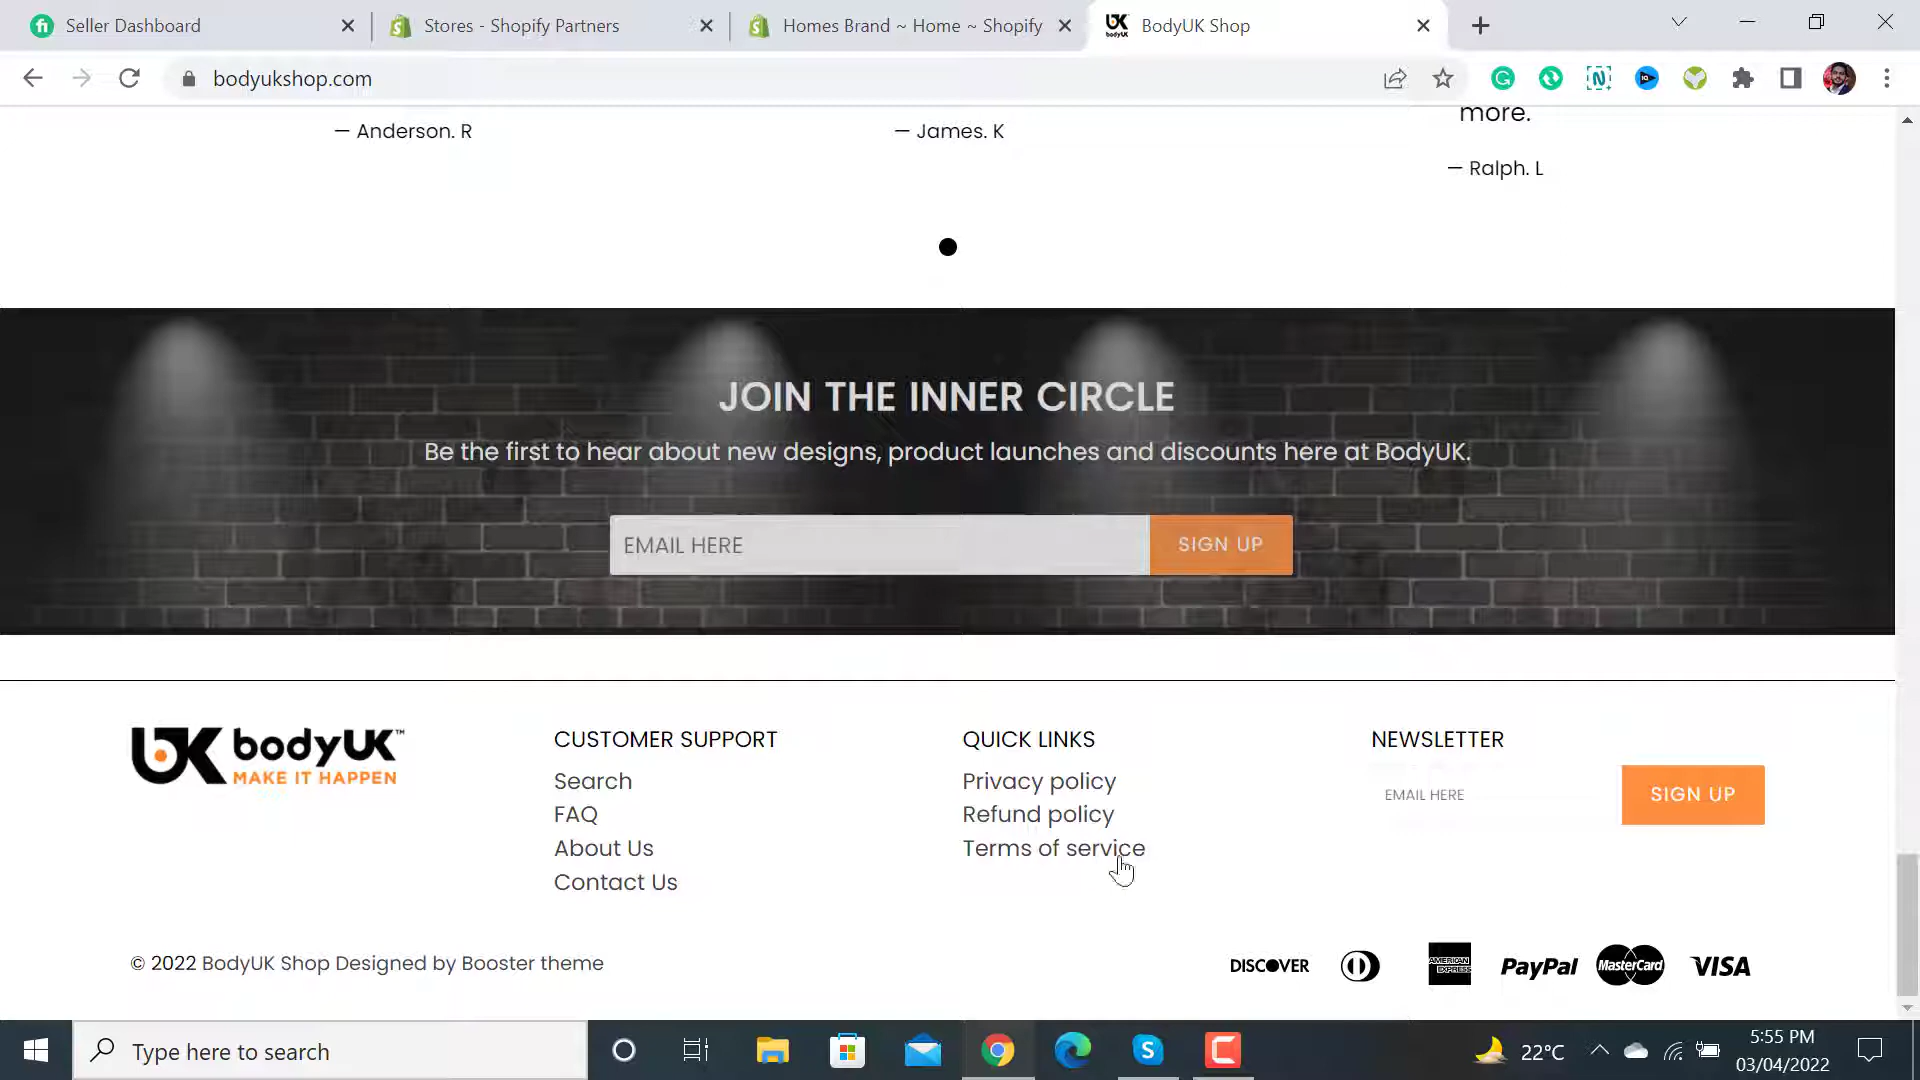 Seller Dashboard
Stores - Shopify Partners
Homes Brand ~ Home ~ Shopify
BodyUK Shop
bodyukshop.com
more.
— Anderson. R
— James. K
— Ralph. L
JOIN THE INNER CIRCLE
Be the first to hear about new designs, product launches and discounts here at BodyUK.
EMAIL HERE
SIGN UP
bodyUK™
MAKE IT HAPPEN
CUSTOMER SUPPORT
Search
FAQ
About Us
Contact Us
QUICK LINKS
Privacy policy
Refund policy
Terms of service
NEWSLETTER
EMAIL HERE
SIGN UP
© 2022 BodyUK Shop Designed by Booster theme
DISCOVER
AMERICAN EXPRESS
PayPal
MasterCard
VISA
Type here to search
22°C
5:55 PM
03/04/2022